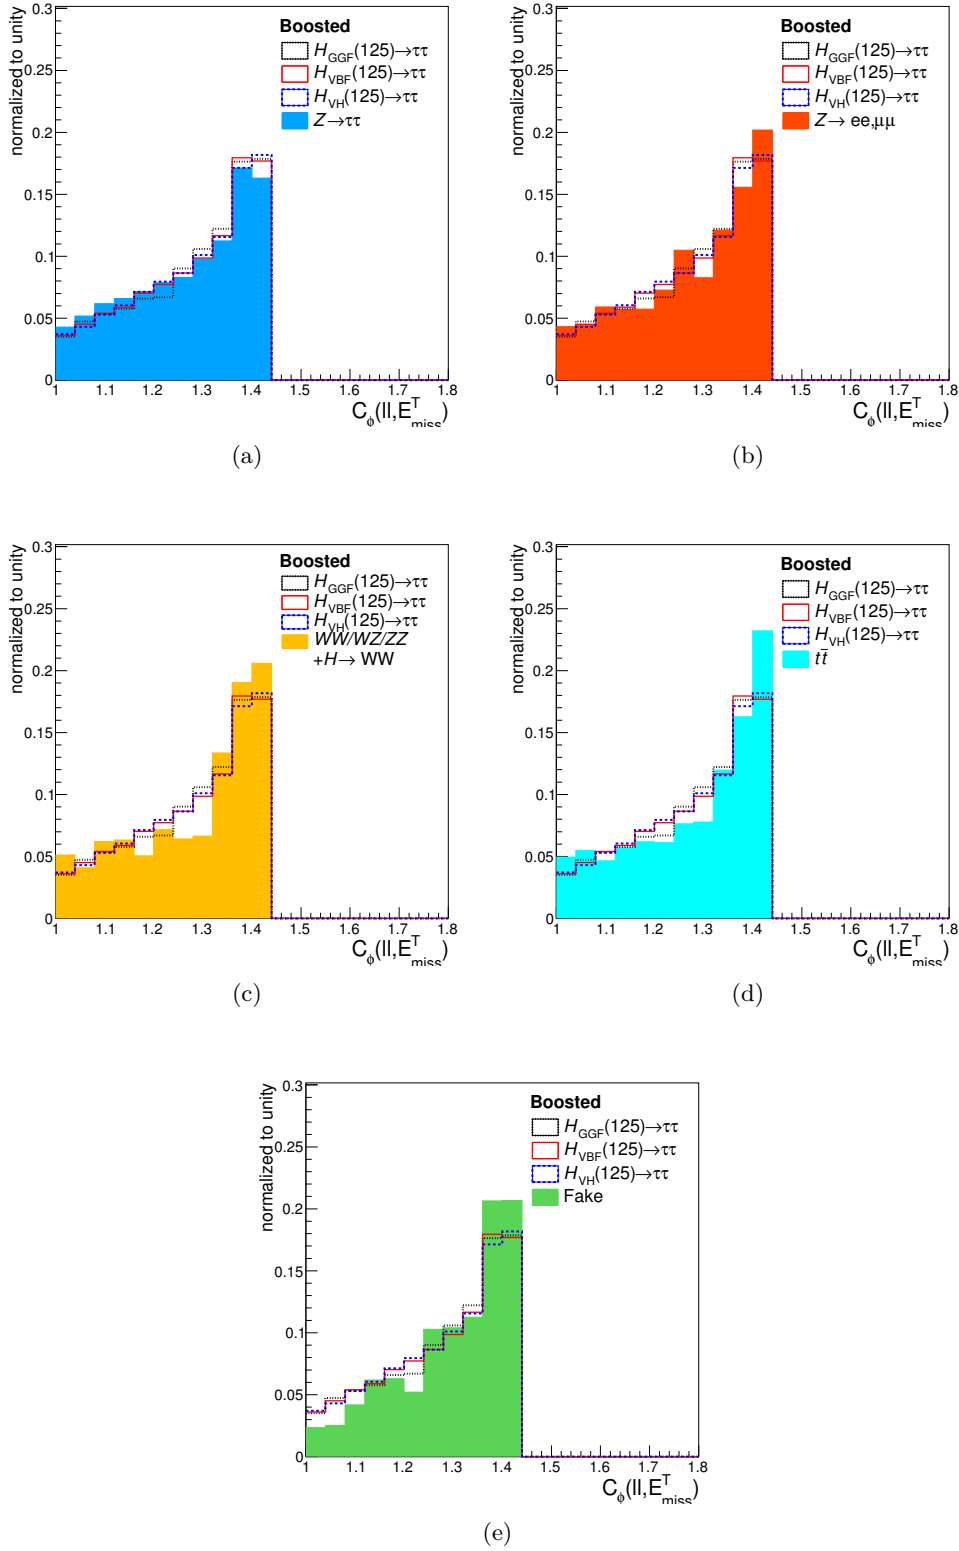 normalized to unity
0.3
0.25
0.2
0.15
0.1
0.05
0
Boosted
H_GGF(125)→ττ
H_VBF(125)→ττ
H_VH(125)→ττ
Z→ττ
1 1.1 1.2 1.3 1.4 1.5 1.6 1.7 1.8
C_ϕ(ll,E^T_miss)
(a)
normalized to unity
0.3
0.25
0.2
0.15
0.1
0.05
0
Boosted
H_GGF(125)→ττ
H_VBF(125)→ττ
H_VH(125)→ττ
Z→ ee,μμ
1 1.1 1.2 1.3 1.4 1.5 1.6 1.7 1.8
C_ϕ(ll,E^T_miss)
(b)
normalized to unity
0.3
0.25
0.2
0.15
0.1
0.05
0
Boosted
H_GGF(125)→ττ
H_VBF(125)→ττ
H_VH(125)→ττ
WW/WZ/ZZ
+H→ WW
1 1.1 1.2 1.3 1.4 1.5 1.6 1.7 1.8
C_ϕ(ll,E^T_miss)
(c)
normalized to unity
0.3
0.25
0.2
0.15
0.1
0.05
0
Boosted
H_GGF(125)→ττ
H_VBF(125)→ττ
H_VH(125)→ττ
tt̄
1 1.1 1.2 1.3 1.4 1.5 1.6 1.7 1.8
C_ϕ(ll,E^T_miss)
(d)
normalized to unity
0.3
0.25
0.2
0.15
0.1
0.05
0
Boosted
H_GGF(125)→ττ
H_VBF(125)→ττ
H_VH(125)→ττ
Fake
1 1.1 1.2 1.3 1.4 1.5 1.6 1.7 1.8
C_ϕ(ll,E^T_miss)
(e)